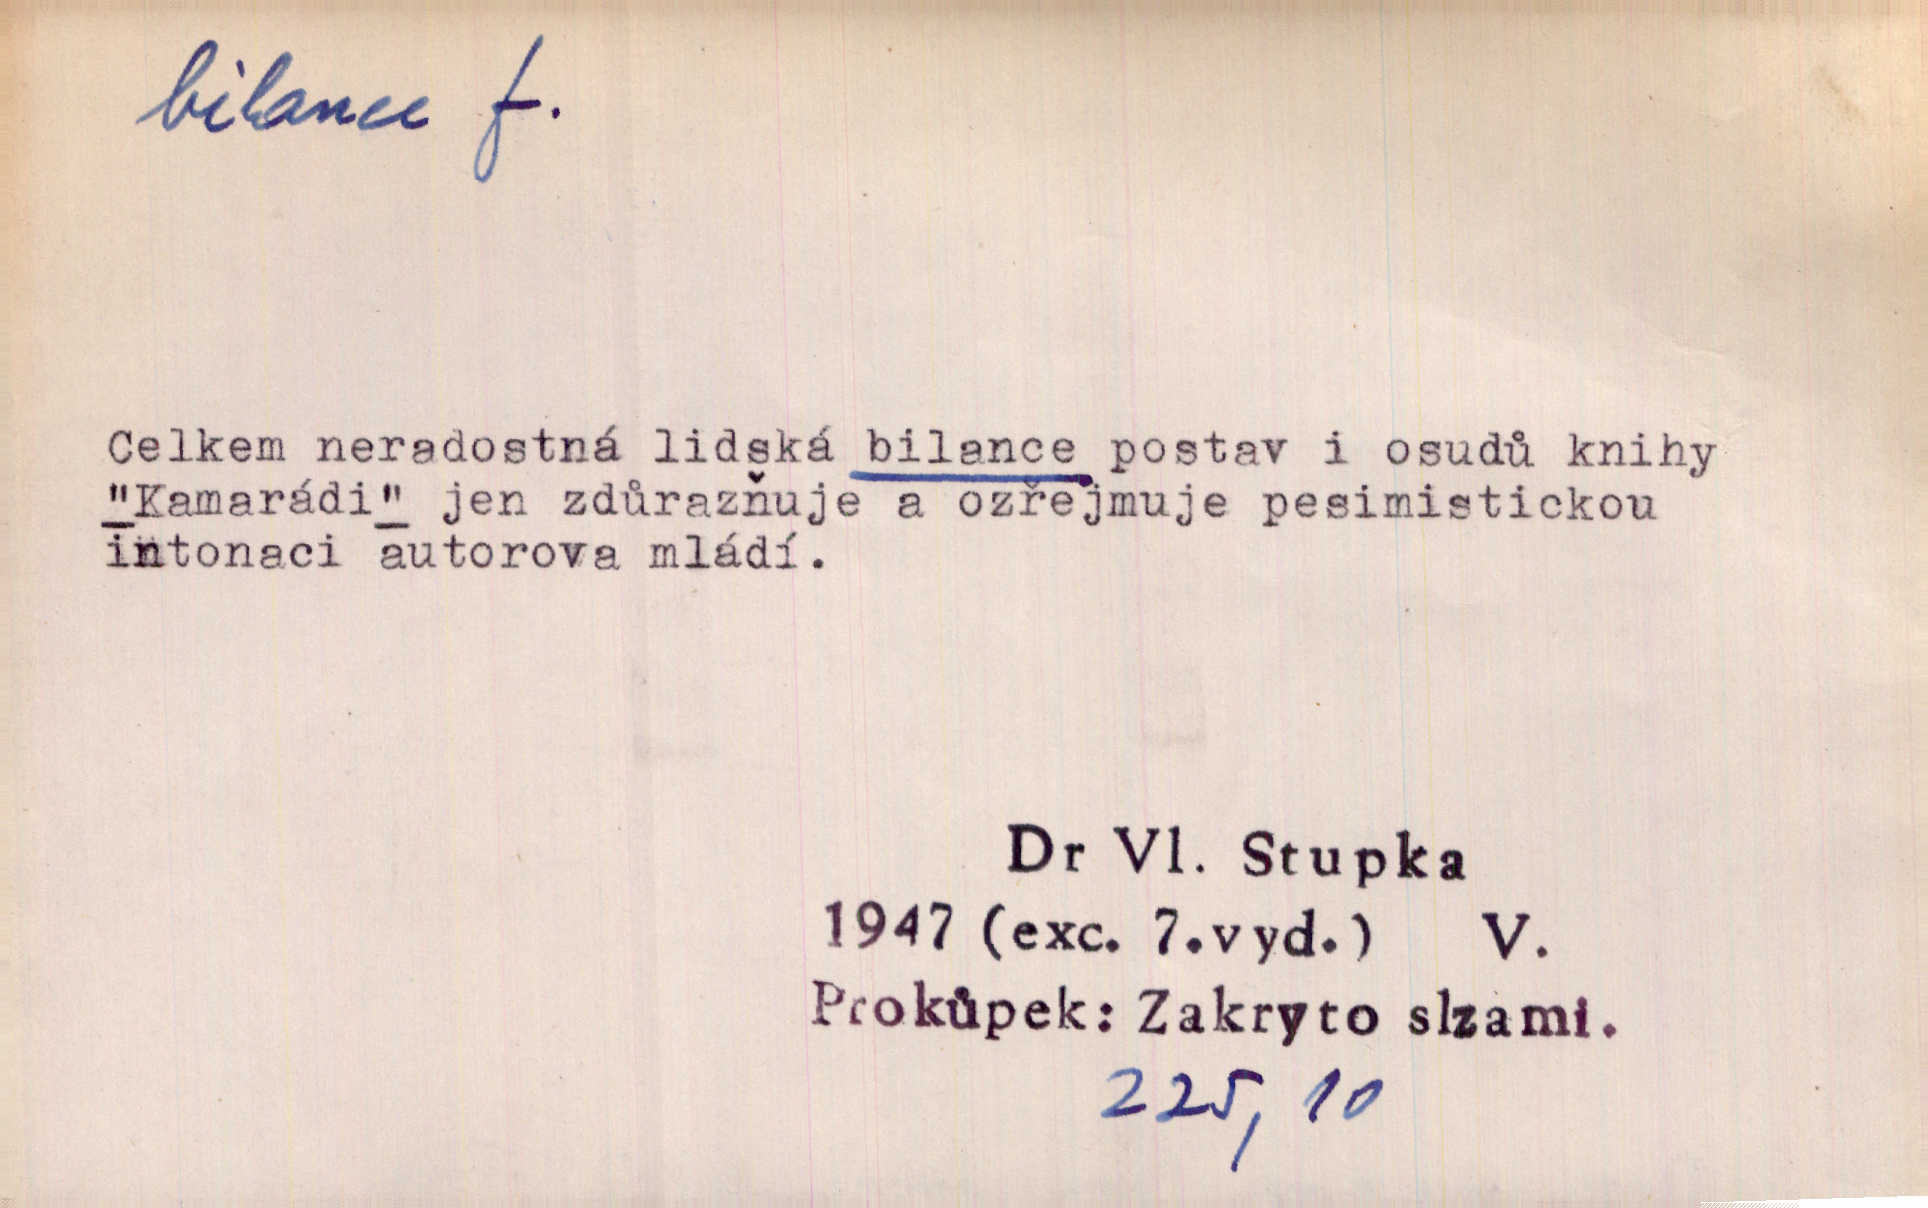 bilance f.
Celkem neradostná lidská bilance postav i osudů knihy
"Kamarádi" jen zdůrazňuje a ozřejmuje pesimistickou
intonaci autorova mládí.
Dr Vl. Stupka
1947 (exc. 7.vyd.) V.
Prokůpek: Zakryto slzami.
225, 10